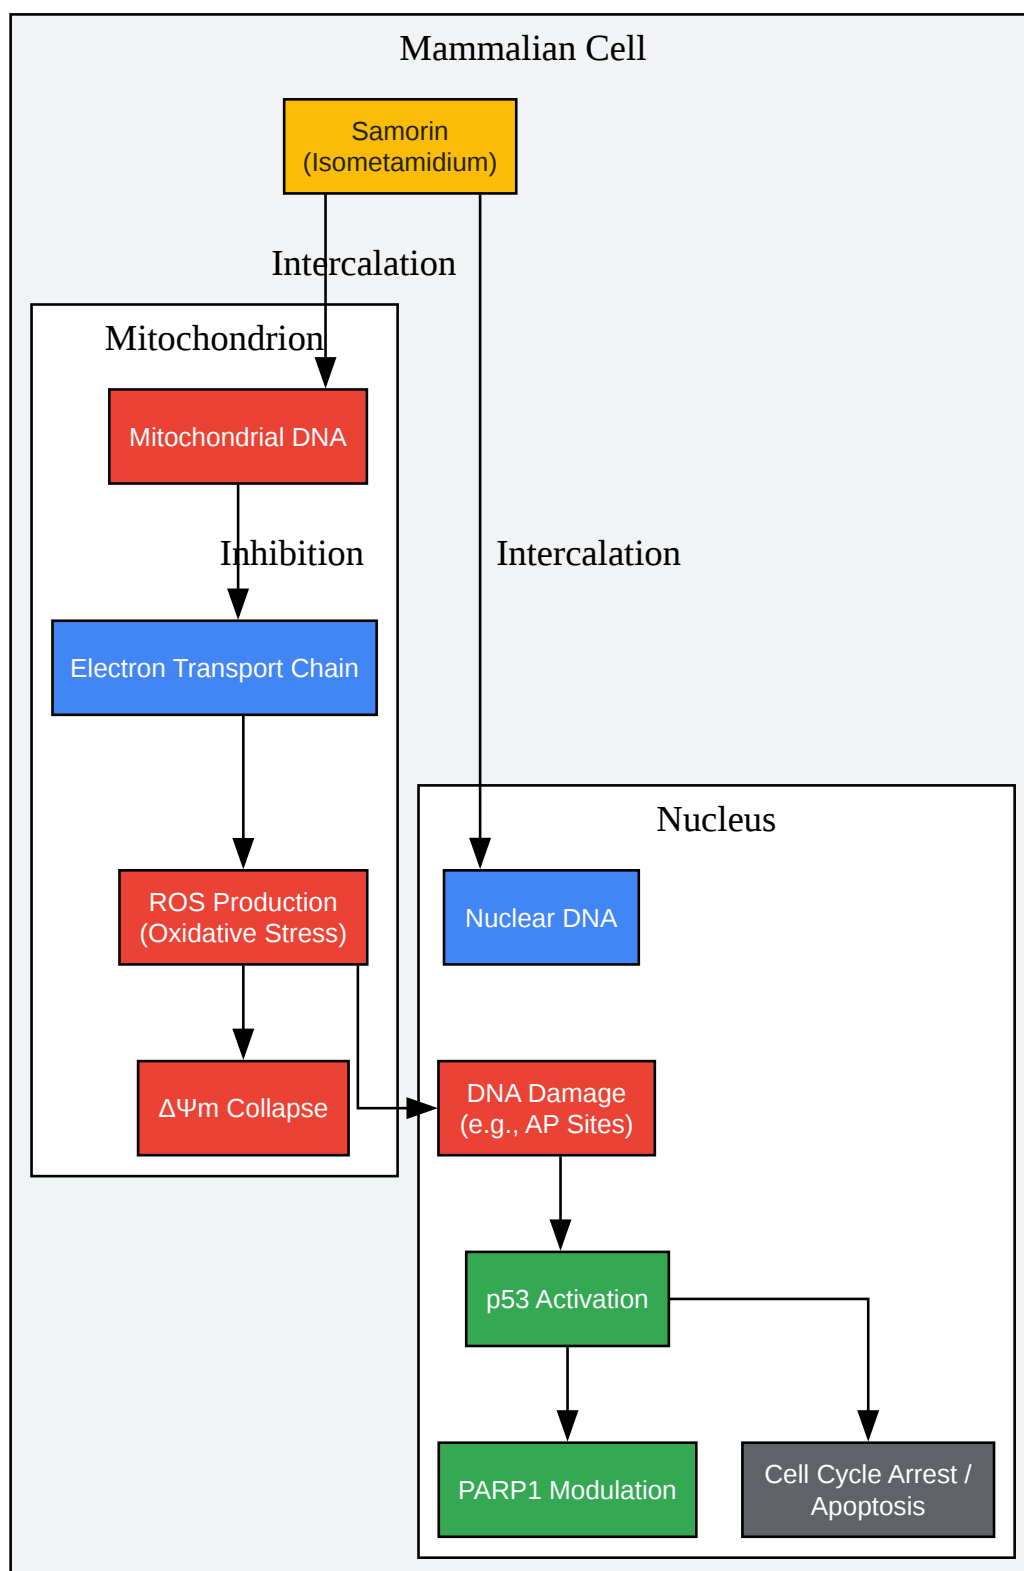 Mammalian Cell
Samorin
(Isometamidium)
Intercalation
Mitochondrion
Mitochondrial DNA
Inhibition
Intercalation
Electron Transport Chain
Nucleus
ROS Production
(Oxidative Stress)
Nuclear DNA
ΔΨm Collapse
DNA Damage
(e.g., AP Sites)
p53 Activation
PARP1 Modulation
Cell Cycle Arrest /
Apoptosis